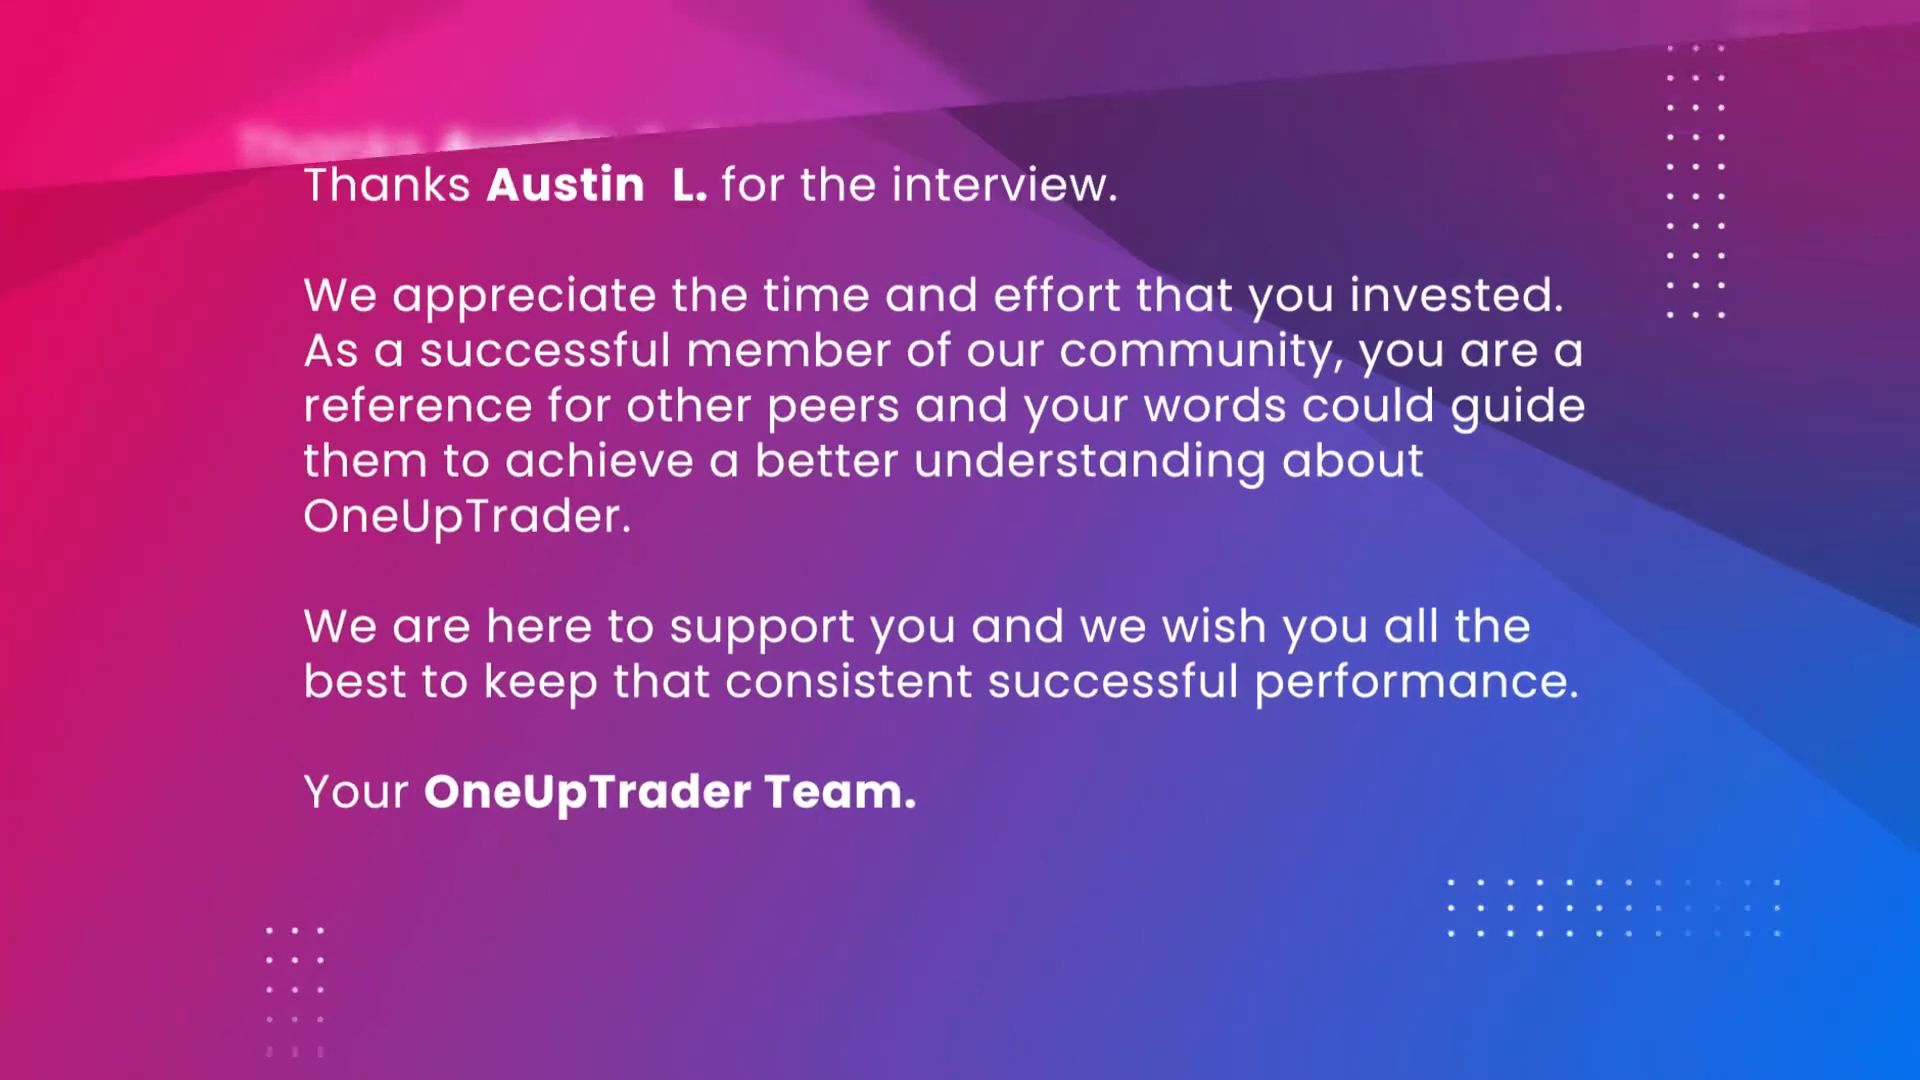 Thanks Austin L. for the interview.
We appreciate the time and effort that you invested.
As a successful member of our community, you are a
reference for other peers and your words could guide
them to achieve a better understanding about
OneUpTrader.
We are here to support you and we wish you all the
best to keep that consistent successful performance.
Your OneUpTrader Team.